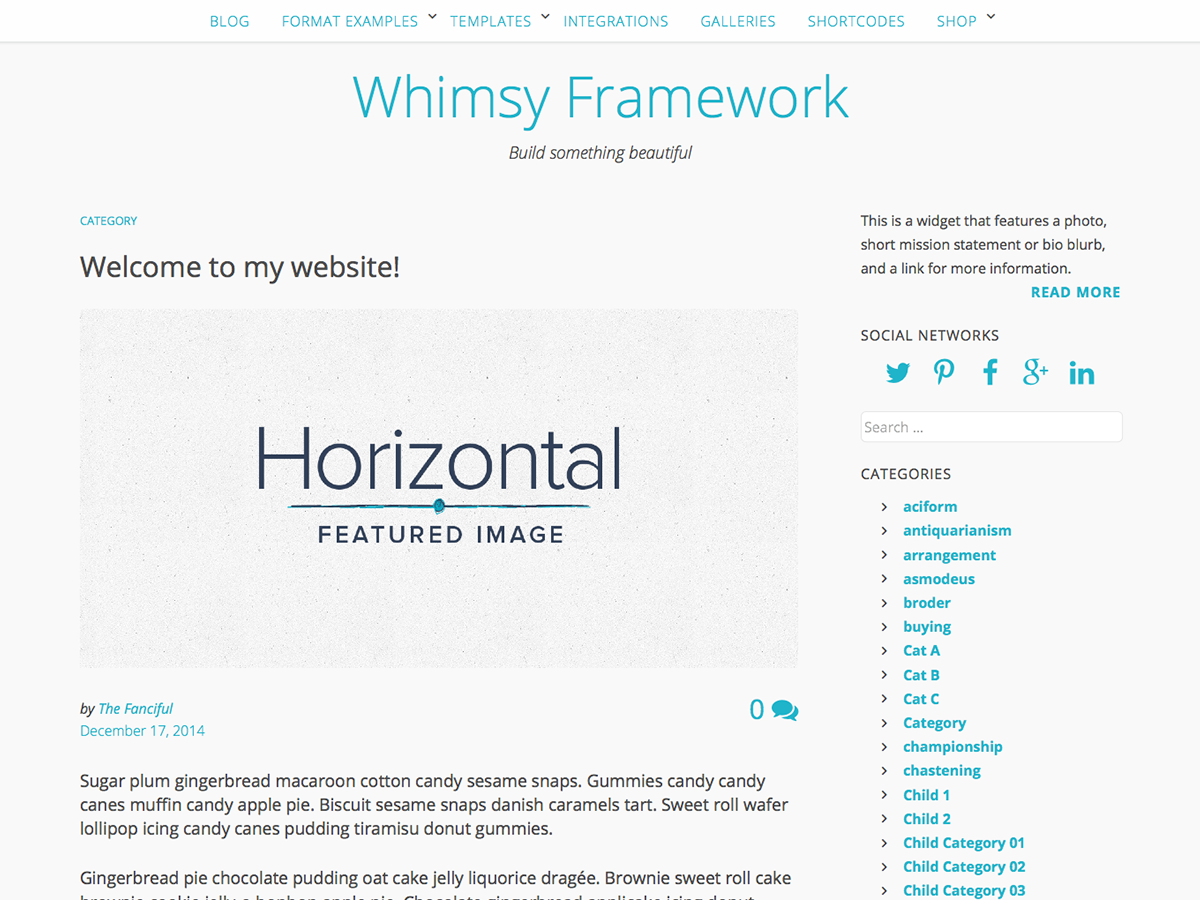 BLOG FORMAT EXAMPLES TEMPLATES INTEGRATIONS GALLERIES SHORTCODES SHOP
Whimsy Framework
Build something beautiful
CATEGORY
Welcome to my website!
Horizontal
FEATURED IMAGE
by The Fanciful
December 17, 2014
0
Sugar plum gingerbread macaroon cotton candy sesame snaps. Gummies candy candy
canes muffin candy apple pie. Biscuit sesame snaps danish caramels tart. Sweet roll wafer
lollipop icing candy canes pudding tiramisu donut gummies.
Gingerbread pie chocolate pudding oat cake jelly liquorice dragée. Brownie sweet roll cake
This is a widget that features a photo,
short mission statement or bio blurb,
and a link for more information.
READ MORE
SOCIAL NETWORKS
Search ...
CATEGORIES
aciform
antiquarianism
arrangement
asmodeus
broder
buying
Cat A
Cat B
Cat C
Category
championship
chastening
Child 1
Child 2
Child Category 01
Child Category 02
Child Category 03